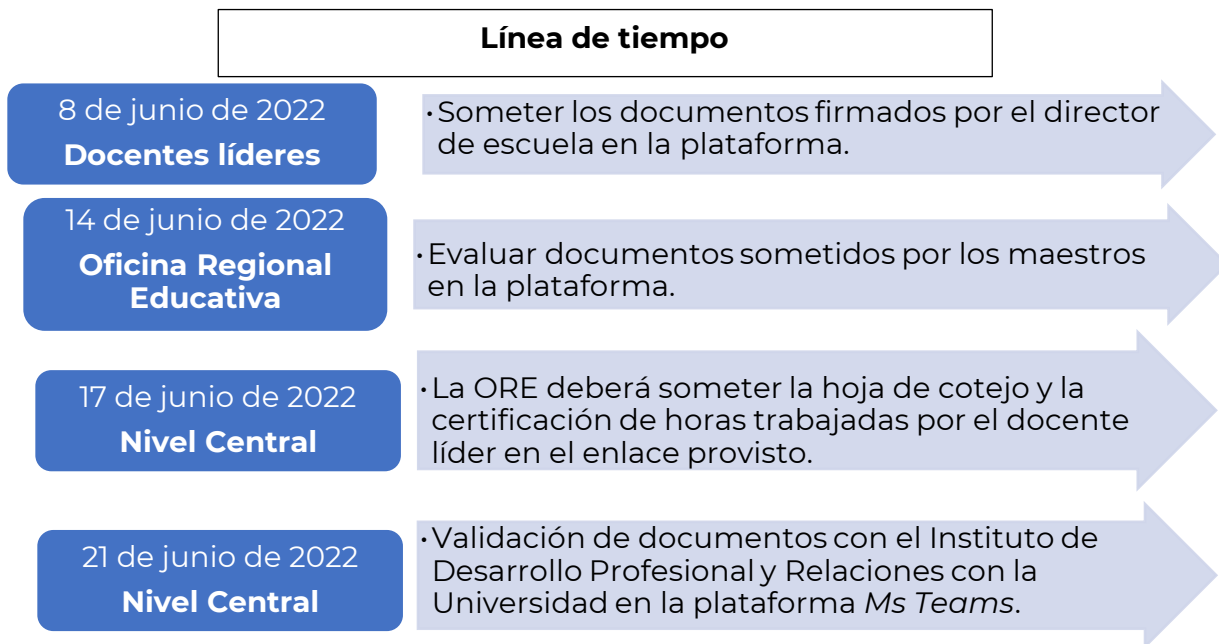 Línea de tiempo
8 de junio de 2022
Docentes líderes
·Someter los documentos firmados por el director
de escuela en la plataforma.
14 de junio de 2022
Oficina Regional
Educativa
·Evaluar documentos sometidos por los maestros
en la plataforma.
17 de junio de 2022
Nivel Central
·La ORE deberá someter la hoja de cotejo y la
certificación de horas trabajadas por el docente
líder en el enlace provisto.
21 de junio de 2022
Nivel Central
·Validación de documentos con el Instituto de
Desarrollo Profesional y Relaciones con la
Universidad en la plataforma Ms Teams.